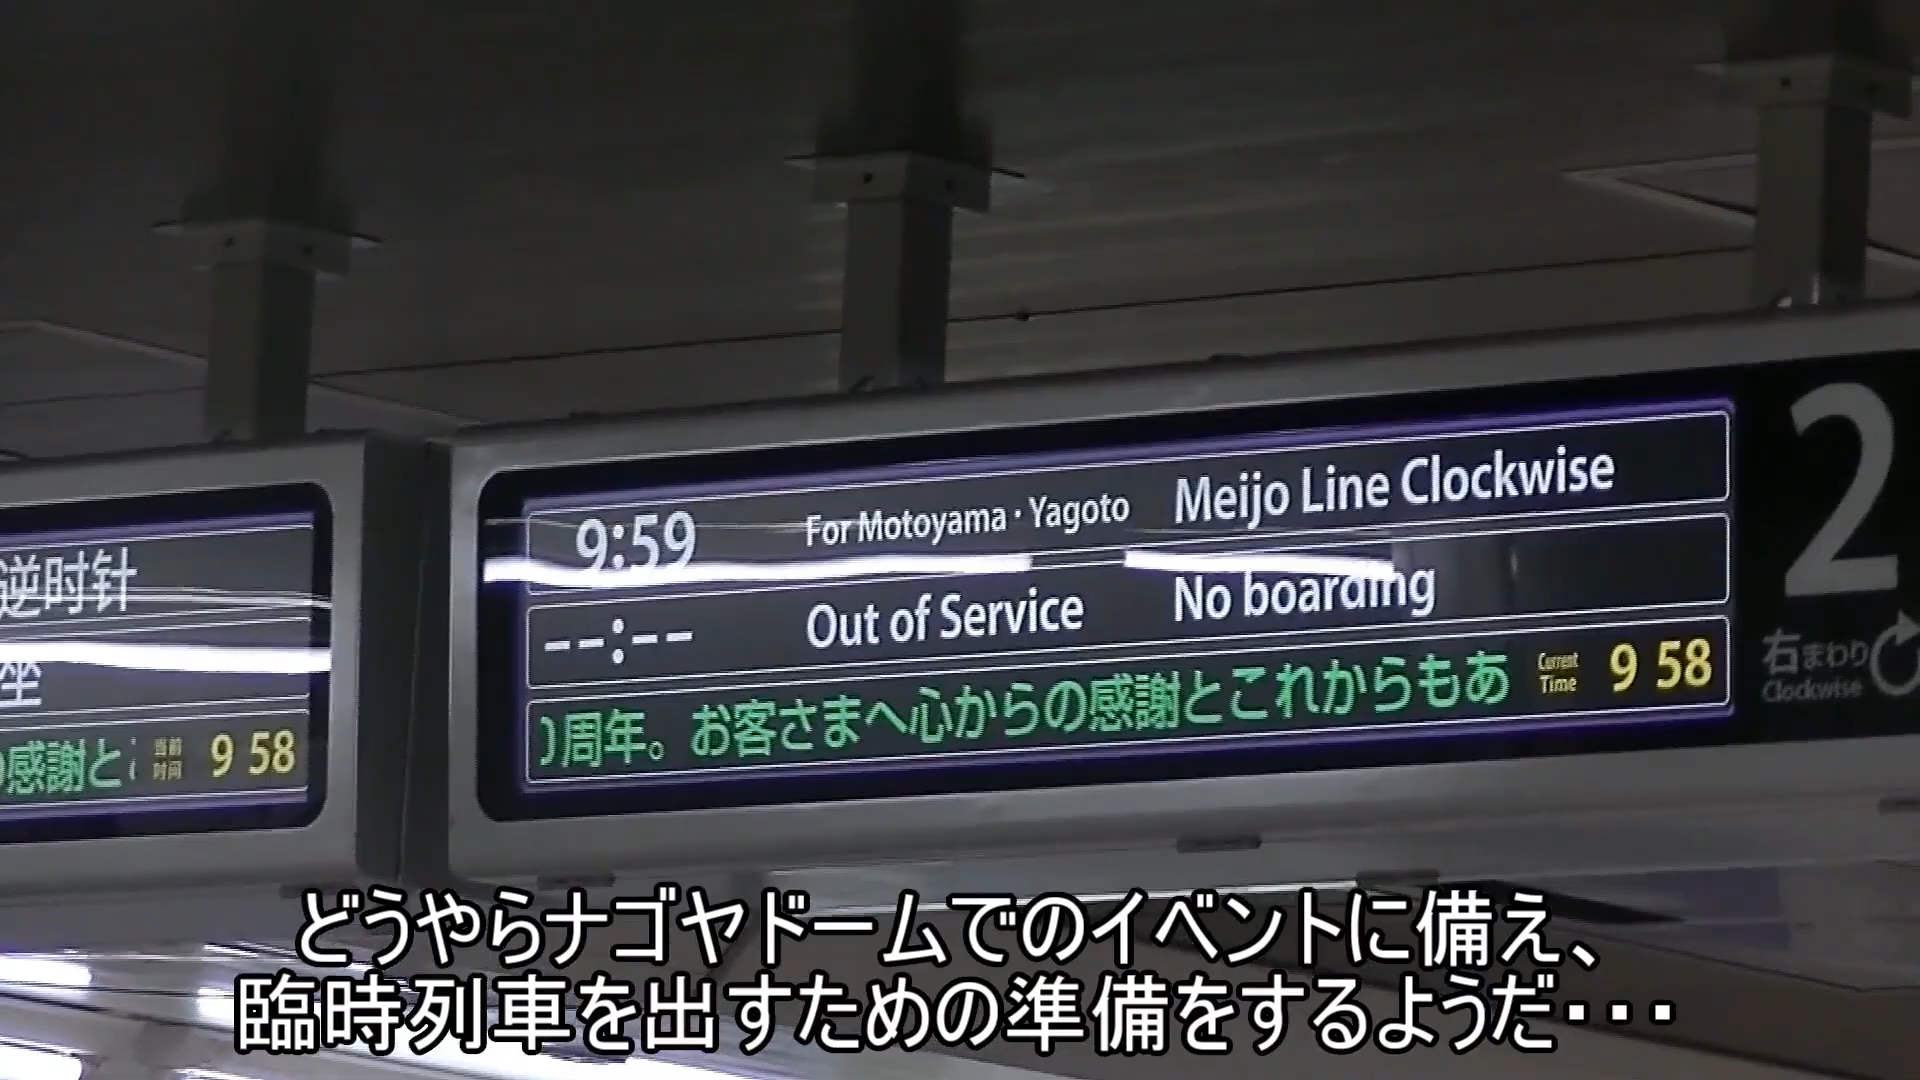 逆时针
座
の感謝と
当前
时间
9 58
9:59 For Motoyama・Yagoto Meijo Line Clockwise
--:-- Out of Service No boarding
周年。お客さまへ心からの感謝とこれからもあ
Current
Time
9 58
2
右まわり
Clockwise
どうやらナゴヤドームでのイベントに備え、
臨時列車を出すための準備をするようだ・・・